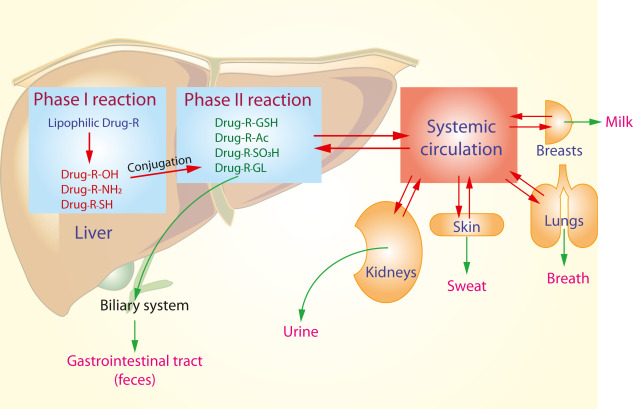 Phase I reaction
Lipophilic Drug-R
Drug-R-OH
Drug-R-NH₂
Drug-R-SH
Conjugation
Phase II reaction
Drug-R-GSH
Drug-R-Ac
Drug-R-SO₃H
Drug-R-GL
Liver
Systemic
circulation
Milk
Breasts
Lungs
Breath
Skin
Sweat
Kidneys
Urine
Biliary system
Gastrointestinal tract
(feces)